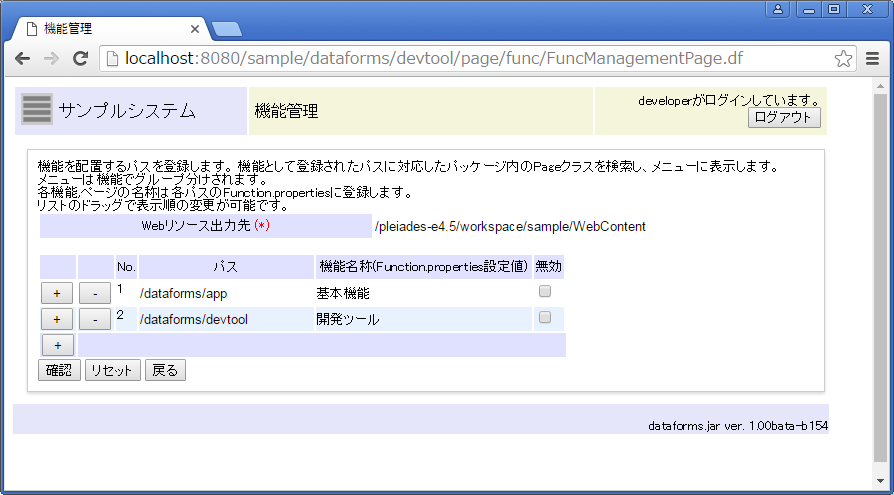 機能管理
localhost:8080/sample/dataforms/devtool/page/func/FuncManagementPage.df
サンプルシステム
機能管理
developerがログインしています。
ログアウト
機能を配置するパスを登録します。機能として登録されたパスに対応したパッケージ内のPageクラスを検索し、メニューに表示します。
メニューは機能でグループ分けされます。
各機能,ページの名称は各パスのFunction.propertiesに登録します。
リストのドラッグで表示順の変更が可能です。
Webリソース出力先(*) /pleiades-e4.5/workspace/sample/WebContent
No. パス 機能名称(Function.properties設定値) 無効
+ - 1 /dataforms/app 基本機能
+ - 2 /dataforms/devtool 開発ツール
+
確認 リセット 戻る
dataforms.jar ver. 1.00bata-b154